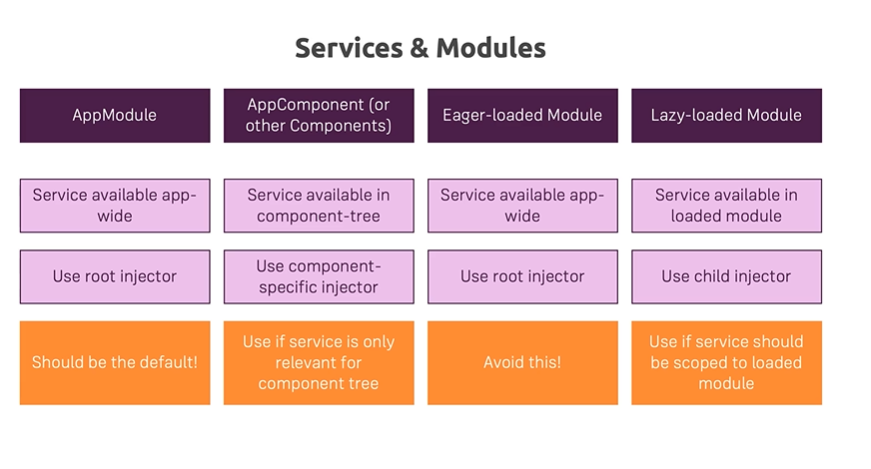 Services & Modules
AppModule
AppComponent (or
other Components)
Eager-loaded Module
Lazy-loaded Module
Service available app-
wide
Service available in
component-tree
Service available app-
wide
Service available in
loaded module
Use root injector
Use component-
specific injector
Use root injector
Use child injector
Should be the default!
Use if service is only
relevant for
component tree
Avoid this!
Use if service should
be scoped to loaded
module